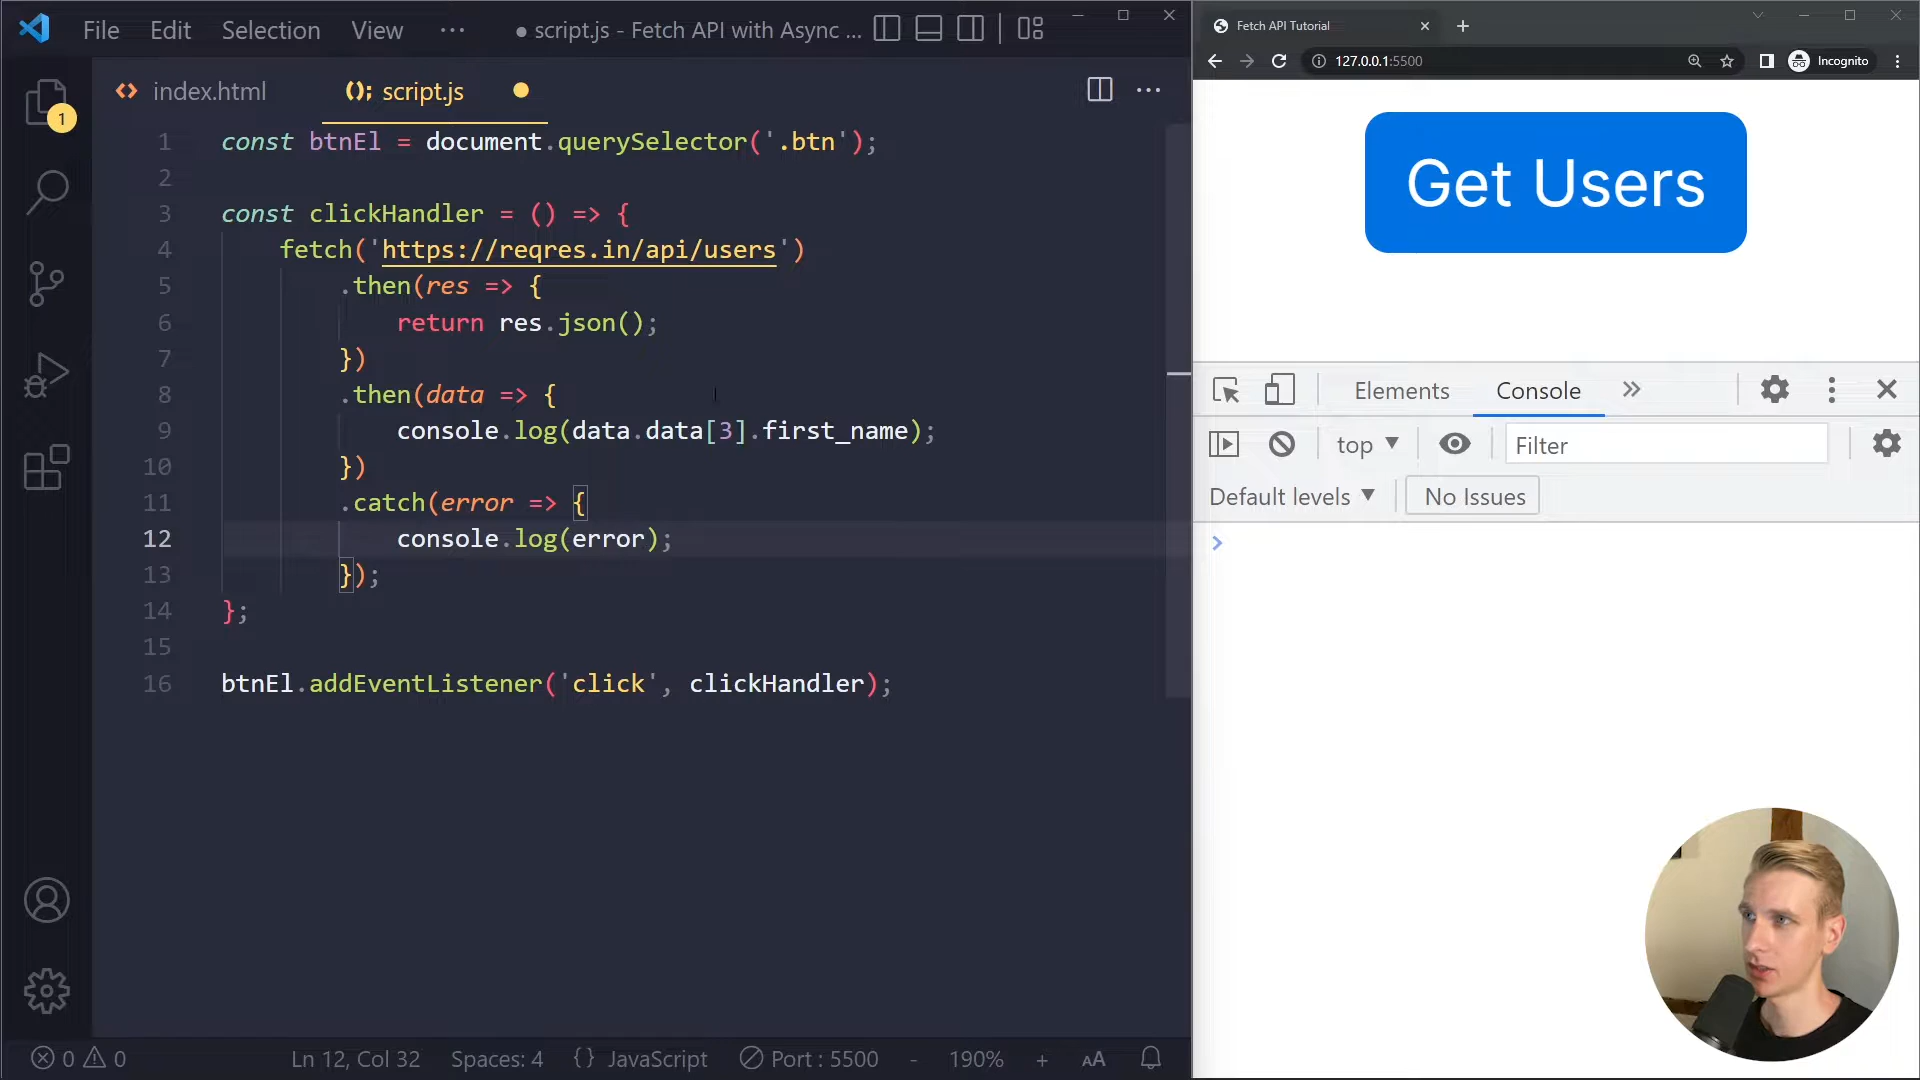 File Edit Selection View ··· ● script.js - Fetch API with Async ...
index.html script.js
1
1 const btnEl = document.querySelector('.btn');
2
3 const clickHandler = () => {
4 fetch('https://reqres.in/api/users')
5 .then(res => {
6 return res.json();
7 })
8 .then(data => {
9 console.log(data.data[3].first_name);
10 })
11 .catch(error => {
12 console.log(error);
13 });
14 };
15
16 btnEl.addEventListener('click', clickHandler);
0 0 Ln 12, Col 32 Spaces: 4 {} JavaScript Port : 5500 - 190% + AA
Fetch API Tutorial
127.0.0.1:5500 Incognito
Get Users
Elements Console
top Filter
Default levels No Issues